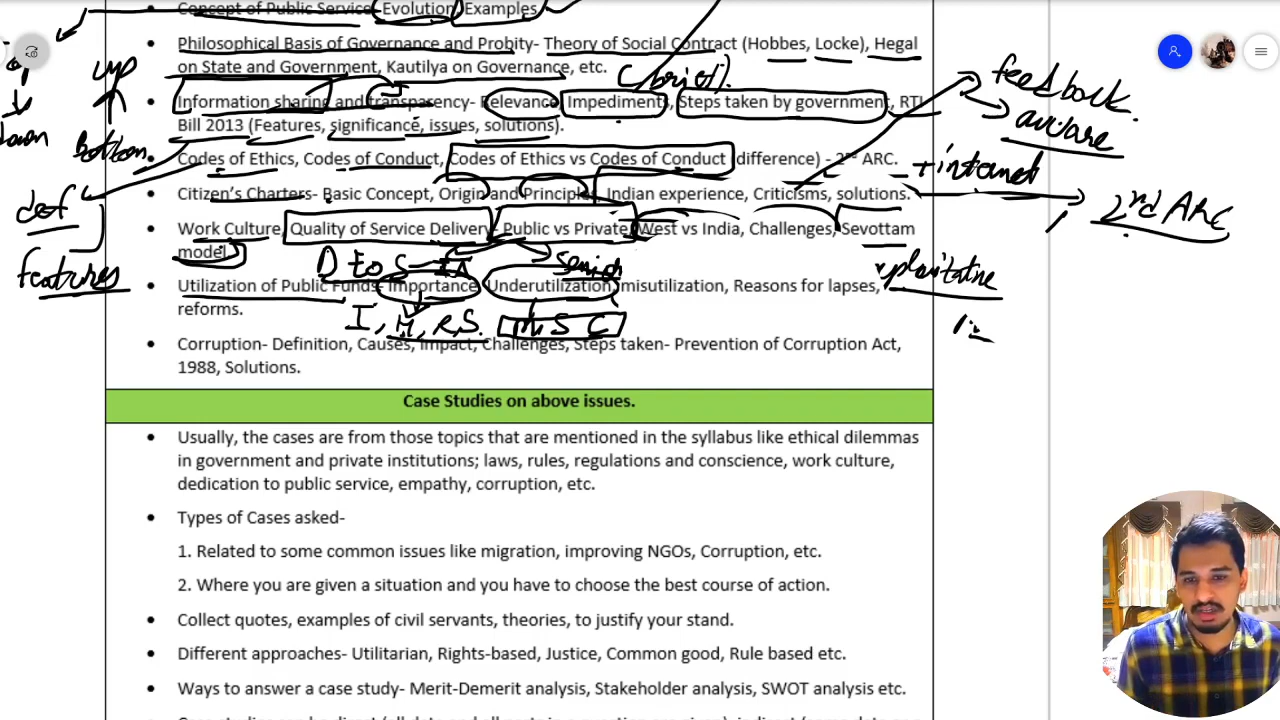 Concept of Public Service Evolution Examples
• Philosophical Basis of Governance and Probity- Theory of Social Contract (Hobbes, Locke), Hegal
on State and Government, Kautilya on Governance, etc.
(brief).
up
feedback
aware
• Information sharing and transparency- Relevance Impediments Steps taken by government, RTI
Bill 2013 (Features, significance, issues, solutions).
down
bottom
• Codes of Ethics, Codes of Conduct, Codes of Ethics vs Codes of Conduct (difference) - 2nd ARC.
+internet
• Citizen's Charters- Basic Concept, Origin and Principles Indian experience, Criticisms, solutions.
def
2nd ARC
• Work Culture, Quality of Service Delivery- Public vs Private West vs India, Challenges, Sevottam
model
features
D to S
senior
• Utilization of Public Funds- Importance Underutilization, misutilization, Reasons for lapses,
reforms.
I, M, R, S.
M, S C
• Corruption- Definition, Causes, Impact, Challenges, Steps taken- Prevention of Corruption Act,
1988, Solutions.
Case Studies on above issues.
• Usually, the cases are from those topics that are mentioned in the syllabus like ethical dilemmas
in government and private institutions; laws, rules, regulations and conscience, work culture,
dedication to public service, empathy, corruption, etc.
• Types of Cases asked-
1. Related to some common issues like migration, improving NGOs, Corruption, etc.
2. Where you are given a situation and you have to choose the best course of action.
• Collect quotes, examples of civil servants, theories, to justify your stand.
• Different approaches- Utilitarian, Rights-based, Justice, Common good, Rule based etc.
• Ways to answer a case study- Merit-Demerit analysis, Stakeholder analysis, SWOT analysis etc.